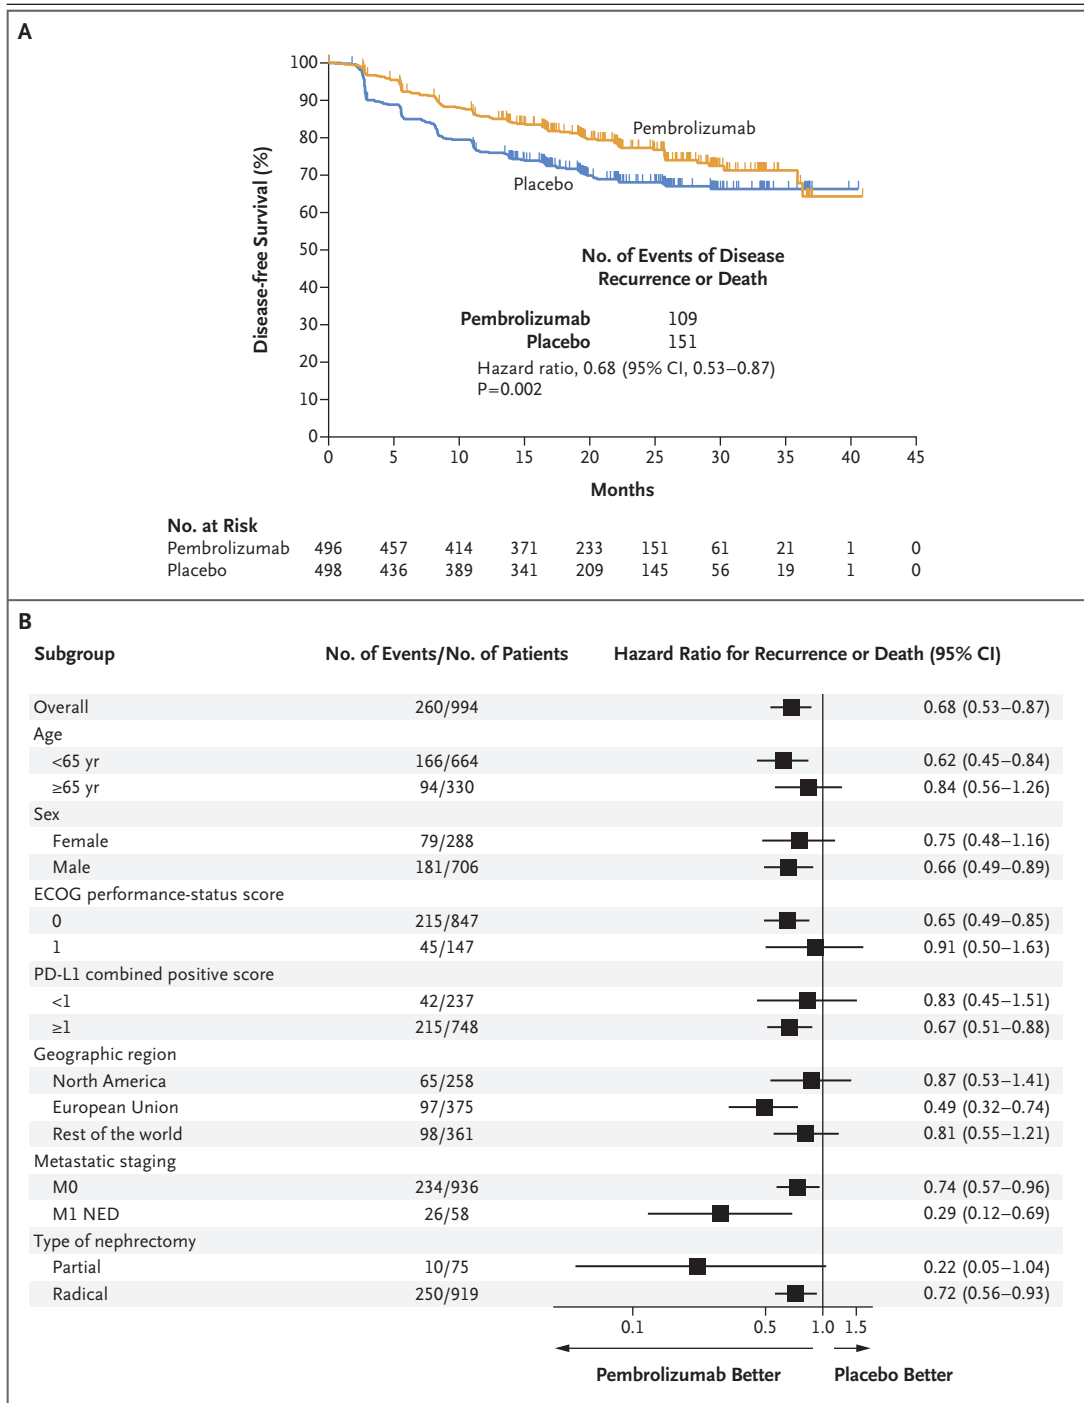 A
100
90
80
70
60
50
40
30
20
10
0
Disease-free Survival (%)
Pembrolizumab
Placebo
No. of Events of Disease
Recurrence or Death
Pembrolizumab 109
Placebo 151
Hazard ratio, 0.68 (95% CI, 0.53–0.87)
P=0.002
0 5 10 15 20 25 30 35 40 45
Months
No. at Risk
Pembrolizumab 496 457 414 371 233 151 61 21 1 0
Placebo 498 436 389 341 209 145 56 19 1 0
B
Subgroup No. of Events/No. of Patients Hazard Ratio for Recurrence or Death (95% CI)
Overall 260/994 0.68 (0.53–0.87)
Age
<65 yr 166/664 0.62 (0.45–0.84)
≥65 yr 94/330 0.84 (0.56–1.26)
Sex
Female 79/288 0.75 (0.48–1.16)
Male 181/706 0.66 (0.49–0.89)
ECOG performance-status score
0 215/847 0.65 (0.49–0.85)
1 45/147 0.91 (0.50–1.63)
PD-L1 combined positive score
<1 42/237 0.83 (0.45–1.51)
≥1 215/748 0.67 (0.51–0.88)
Geographic region
North America 65/258 0.87 (0.53–1.41)
European Union 97/375 0.49 (0.32–0.74)
Rest of the world 98/361 0.81 (0.55–1.21)
Metastatic staging
M0 234/936 0.74 (0.57–0.96)
M1 NED 26/58 0.29 (0.12–0.69)
Type of nephrectomy
Partial 10/75 0.22 (0.05–1.04)
Radical 250/919 0.72 (0.56–0.93)
0.1 0.5 1.0 1.5
Pembrolizumab Better Placebo Better